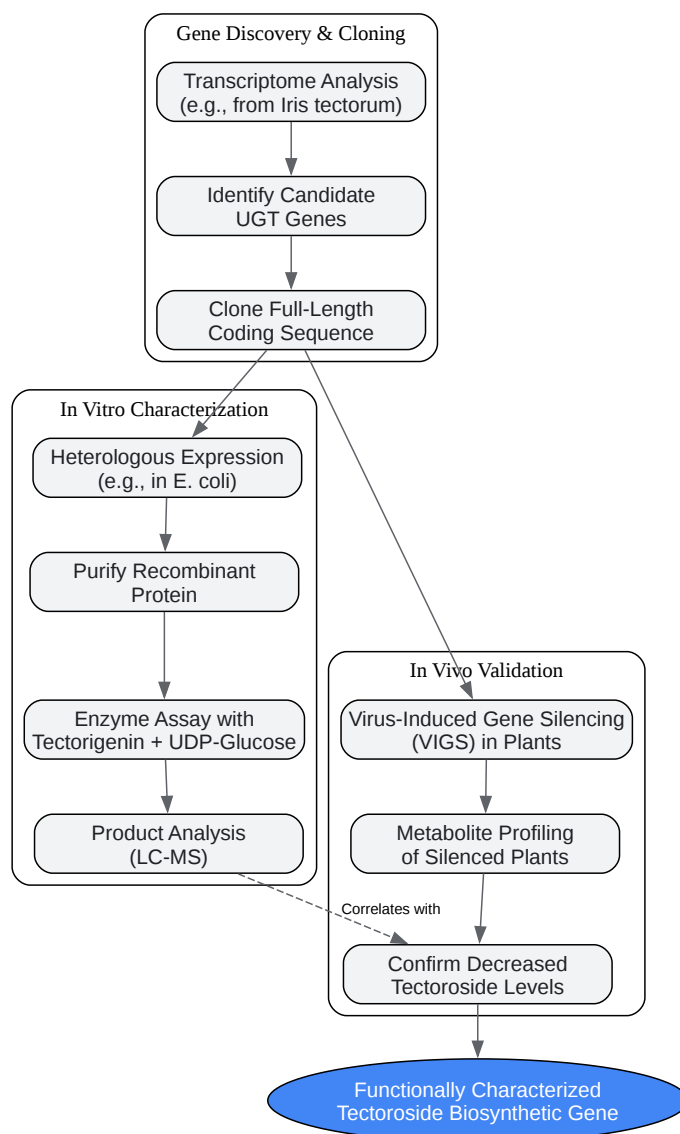 Gene Discovery & Cloning
Transcriptome Analysis
(e.g., from Iris tectorum)
Identify Candidate
UGT Genes
Clone Full-Length
Coding Sequence
In Vitro Characterization
Heterologous Expression
(e.g., in E. coli)
Purify Recombinant
Protein
Enzyme Assay with
Tectorigenin + UDP-Glucose
Product Analysis
(LC-MS)
In Vivo Validation
Virus-Induced Gene Silencing
(VIGS) in Plants
Metabolite Profiling
of Silenced Plants
Correlates with
Confirm Decreased
Tectoroside Levels
Functionally Characterized
Tectoroside Biosynthetic Gene